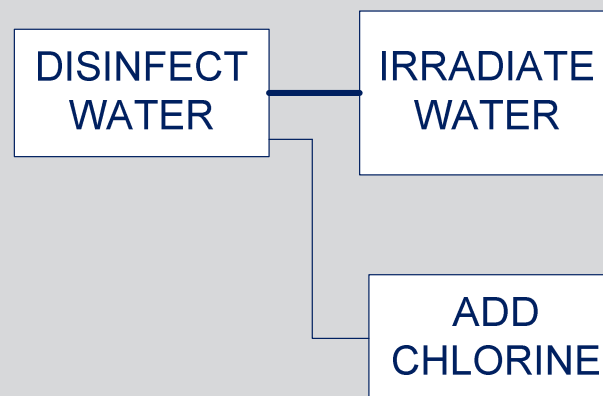 DISINFECT
WATER
IRRADIATE
WATER
ADD
CHLORINE